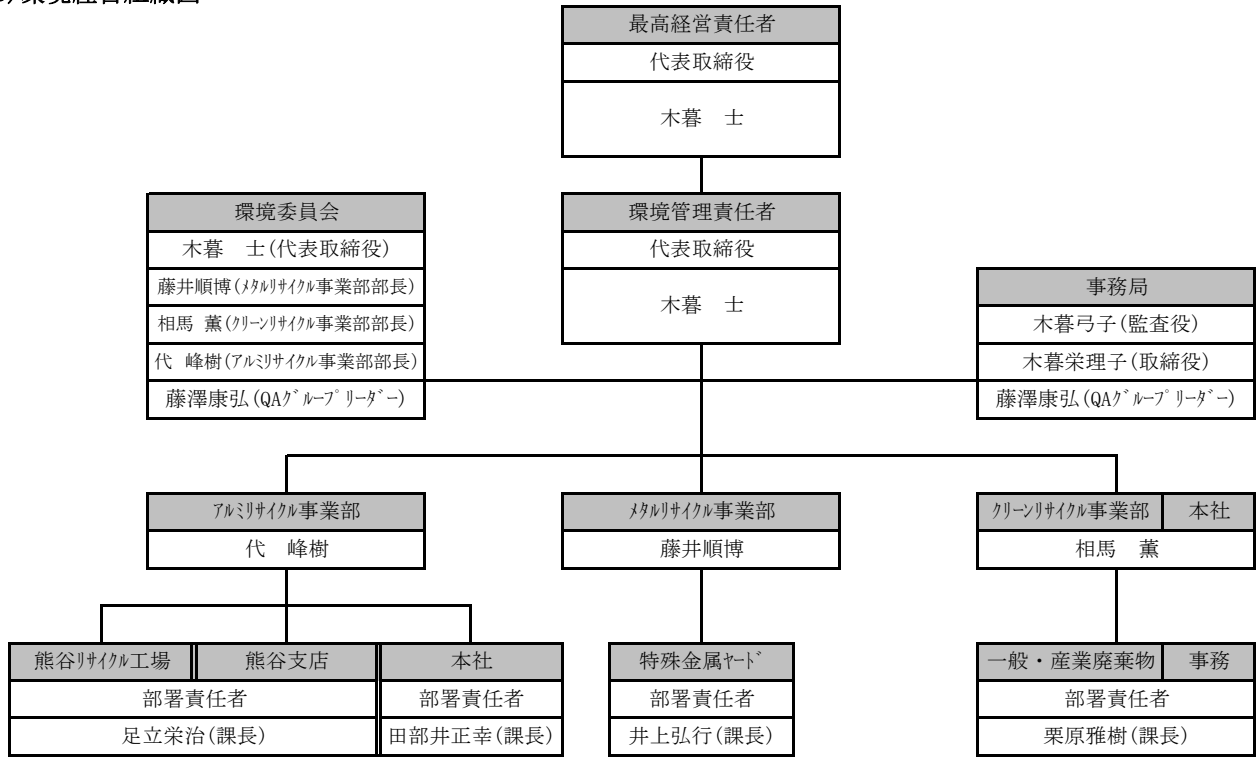 最高経営責任者
代表取締役
木暮　士
環境委員会
木暮　士(代表取締役)
藤井順博(ﾒﾀﾙﾘｻｲｸﾙ事業部部長)
相馬 薫(ｸﾘｰﾝﾘｻｲｸﾙ事業部部長)
代 峰樹(ｱﾙﾐﾘｻｲｸﾙ事業部部長)
藤澤康弘(QAｸﾞﾙｰﾌﾟﾘｰﾀﾞｰ)
環境管理責任者
代表取締役
木暮　士
事務局
木暮弓子(監査役)
木暮栄理子(取締役)
藤澤康弘(QAｸﾞﾙｰﾌﾟﾘｰﾀﾞｰ)
ｱﾙﾐﾘｻｲｸﾙ事業部
代　峰樹
ﾒﾀﾙﾘｻｲｸﾙ事業部
藤井順博
ｸﾘｰﾝﾘｻｲｸﾙ事業部 本社
相馬　薫
熊谷ﾘｻｲｸﾙ工場 熊谷支店 本社
部署責任者 部署責任者
足立栄治(課長) 田部井正幸(課長)
特殊金属ﾔｰﾄﾞ
部署責任者
井上弘行(課長)
一般・産業廃棄物 事務
部署責任者
栗原雅樹(課長)